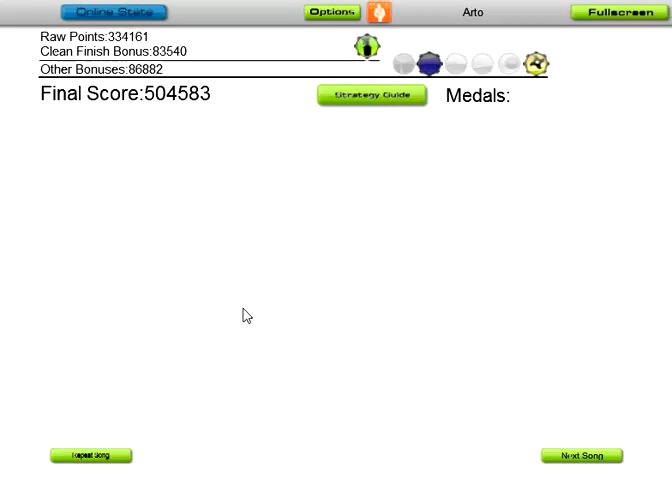 Online State
Options
Arto
Fullscreen
Raw Points:334161
Clean Finish Bonus:83540
Other Bonuses:86882
Final Score:504583
Strategy Guide
Medals:
Repeat Song
Next Song